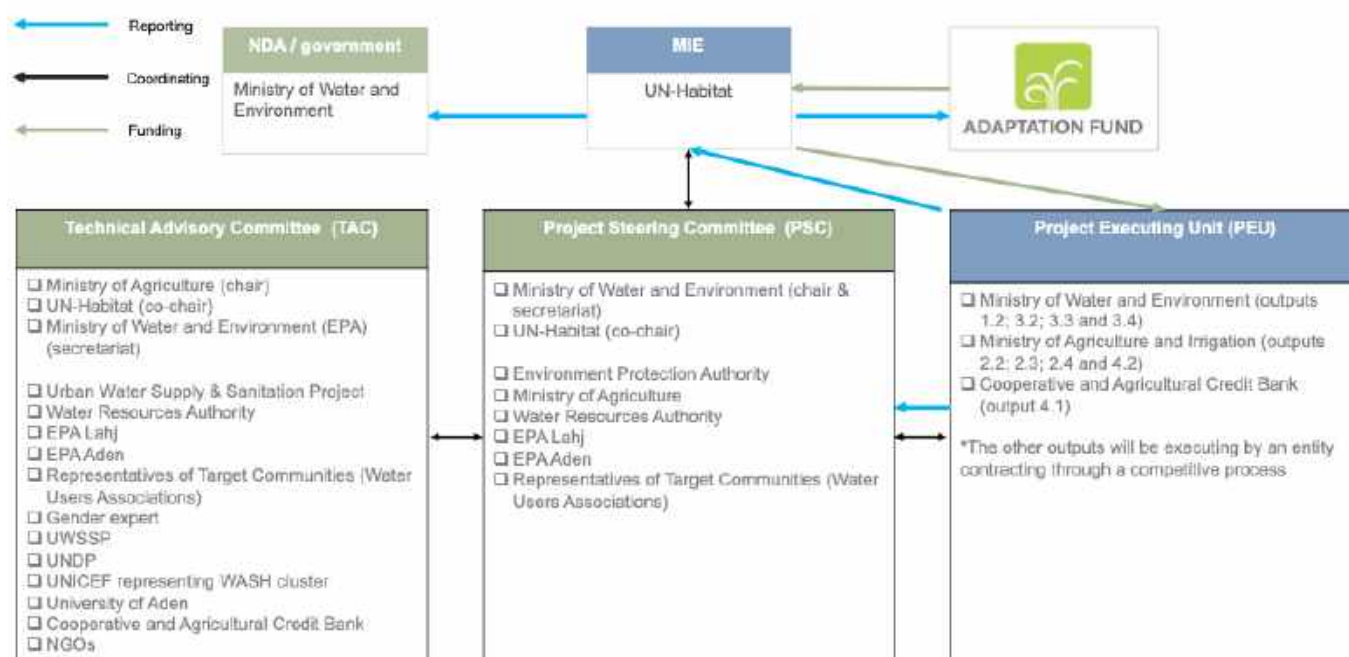 Reporting
Coordinating
Funding
NDA / government
Ministry of Water and
Environment
MIE
UN-Habitat
ADAPTATION FUND
Technical Advisory Committee (TAC)
❑ Ministry of Agriculture (chair)
❑ UN-Habitat (co-chair)
❑ Ministry of Water and Environment (EPA)
(secretariat)
❑ Urban Water Supply & Sanitation Project
❑ Water Resources Authority
❑ EPA Lahj
❑ EPA Aden
❑ Representatives of Target Communities (Water
Users Associations)
❑ Gender expert
❑ UWSSP
❑ UNDP
❑ UNICEF representing WASH cluster
❑ University of Aden
❑ Cooperative and Agricultural Credit Bank
❑ NGOs
Project Steering Committee (PSC)
❑ Ministry of Water and Environment (chair &
secretariat)
❑ UN-Habitat (co-chair)
❑ Environment Protection Authority
❑ Ministry of Agriculture
❑ Water Resources Authority
❑ EPA Lahj
❑ EPA Aden
❑ Representatives of Target Communities (Water
Users Associations)
Project Executing Unit (PEU)
❑ Ministry of Water and Environment (outputs
1.2; 3.2; 3.3 and 3.4)
❑ Ministry of Agriculture and Irrigation (outputs
2.2; 2.3; 2.4 and 4.2)
❑ Cooperative and Agricultural Credit Bank
(output 4.1)
*The other outputs will be executing by an entity
contracting through a competitive process